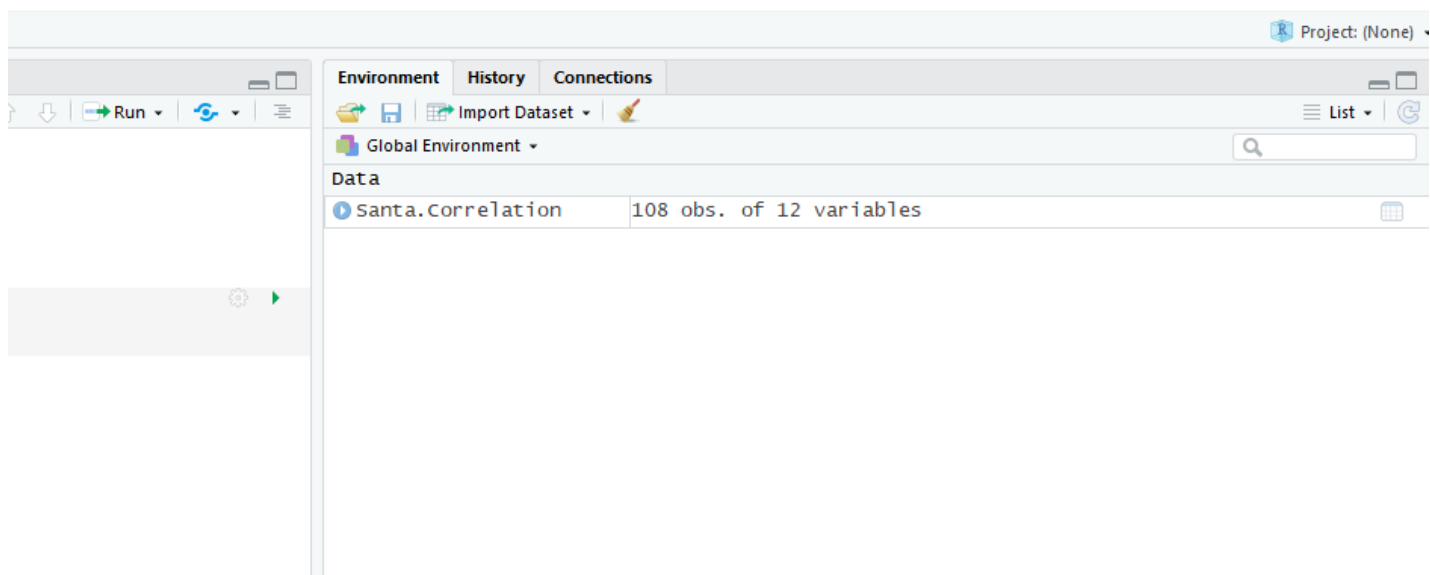 Project: (None)
Environment History Connections
Run Import Dataset List
Global Environment
Data
Santa.Correlation 108 obs. of 12 variables